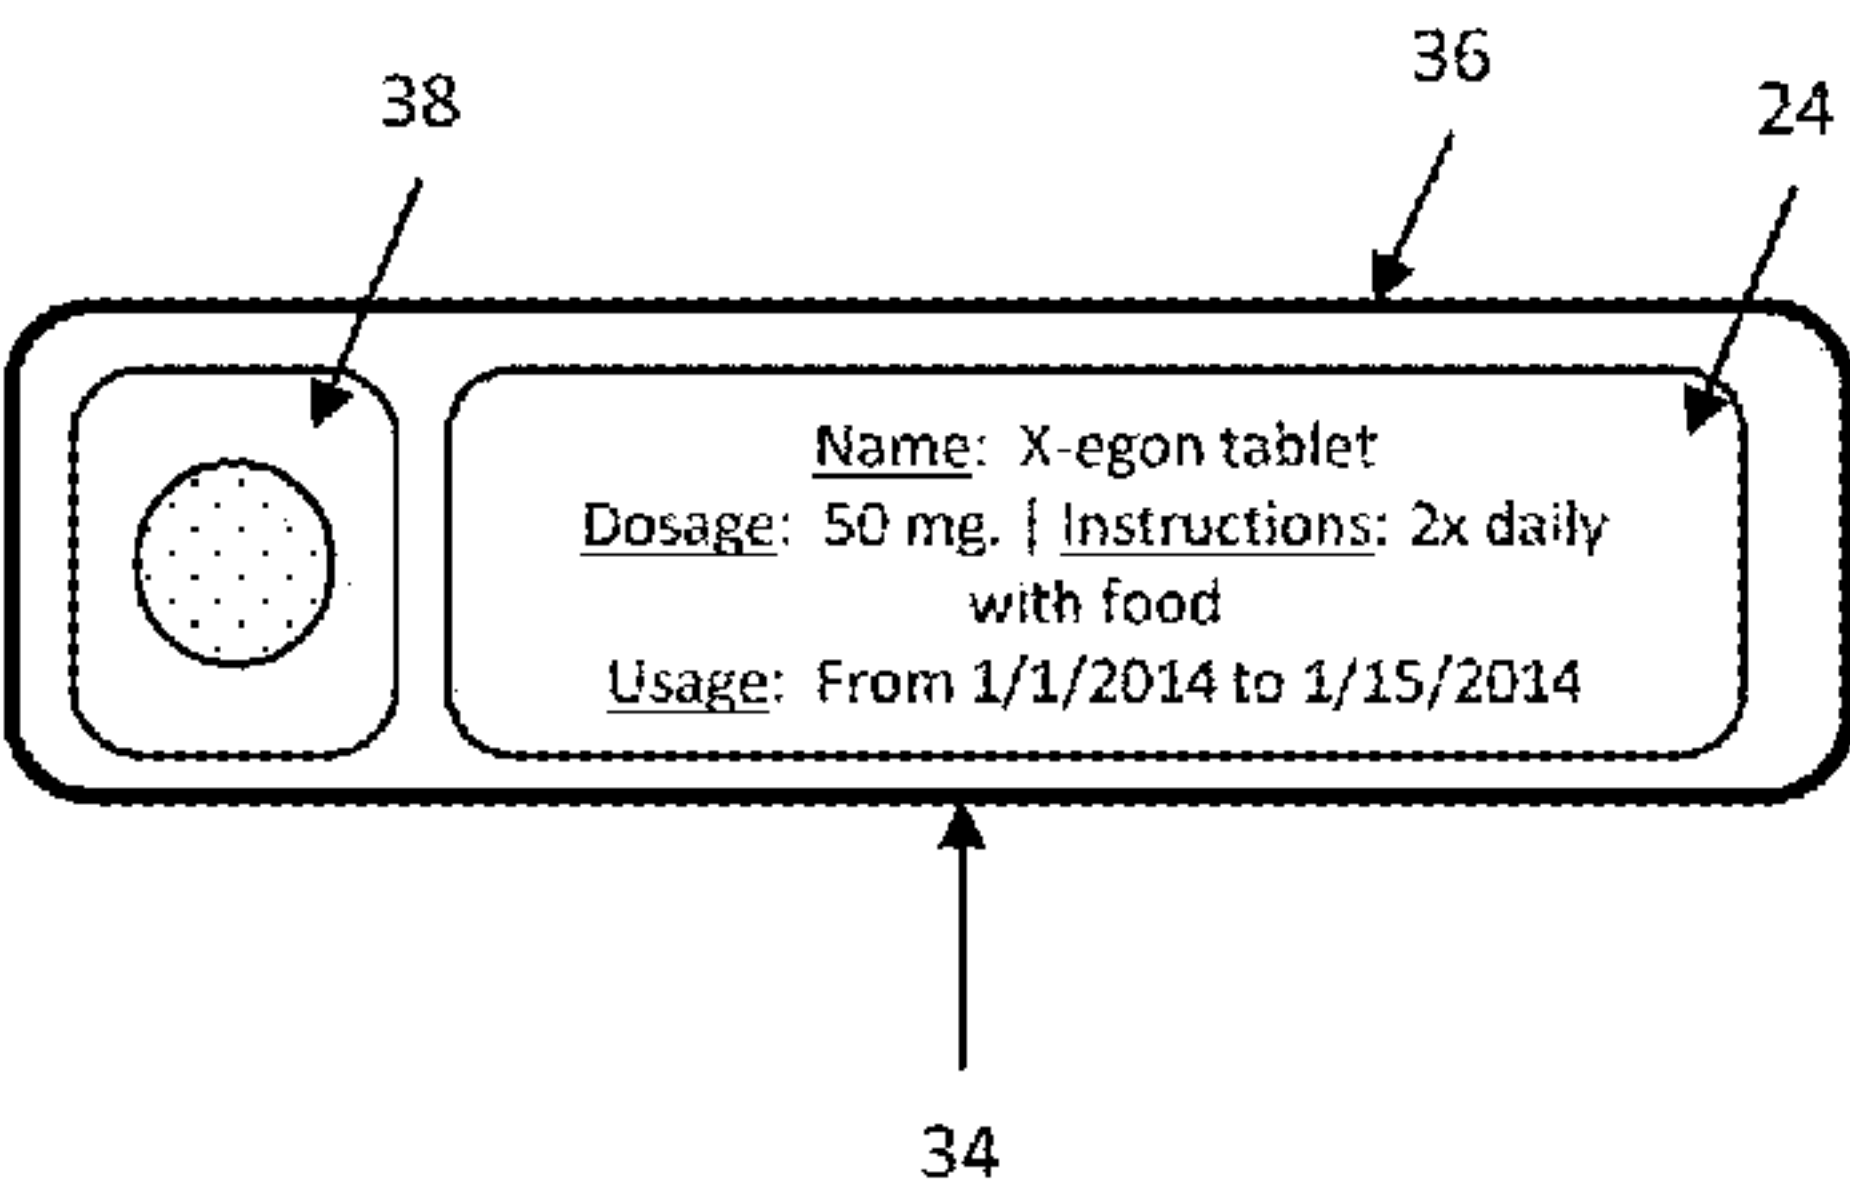 36
38
24
Name: X-egon tablet
Dosage: 50 mg. | Instructions: 2x daily
with food
Usage: From 1/1/2014 to 1/15/2014
34